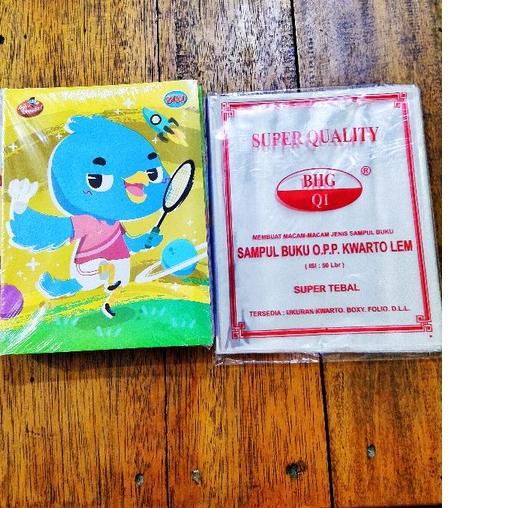 SUPER QUALITY
BHG
QI
®
MEMBUAT MACAM-MACAM JENIS SAMPUL BUKU
SAMPUL BUKU O.P.P. KWARTO LEM
( ISI : 50 Lbr )
SUPER TEBAL
TERSEDIA : UKURAN KWARTO. BOXY. FOLIO. D.L.L.